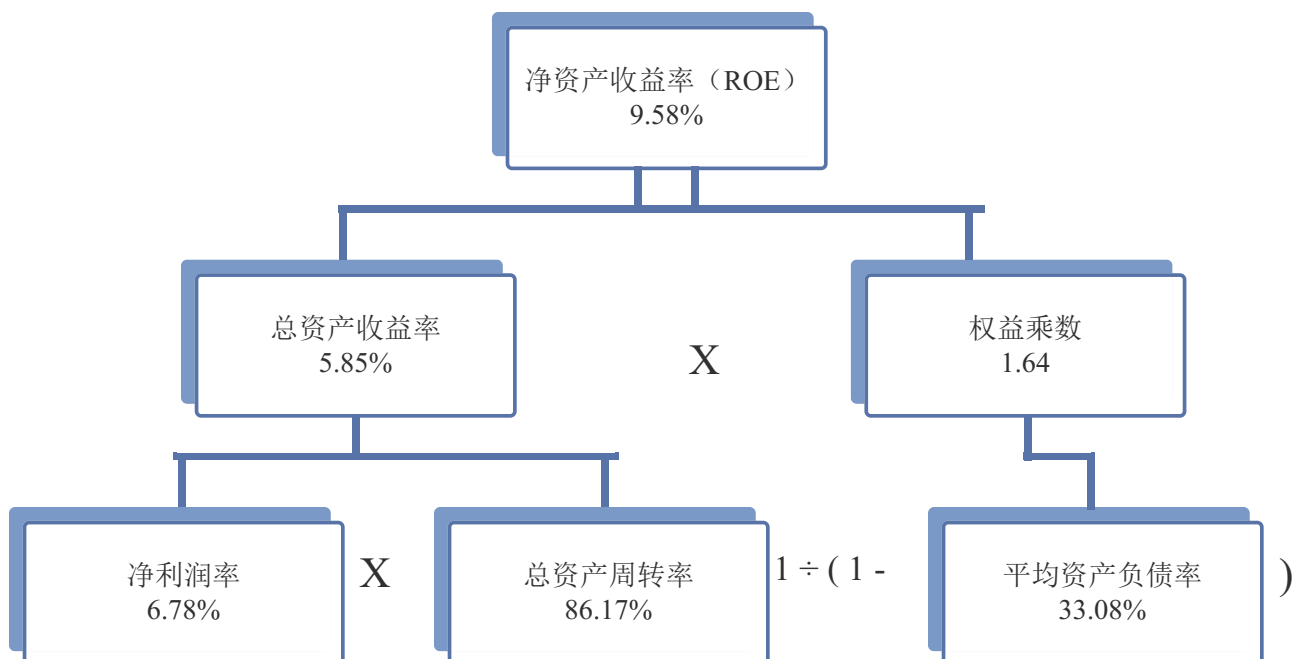 净资产收益率（ROE）
9.58%
总资产收益率
5.85%
X
权益乘数
1.64
净利润率
6.78%
X
总资产周转率
86.17%
1 ÷ ( 1 -
平均资产负债率
33.08%
)